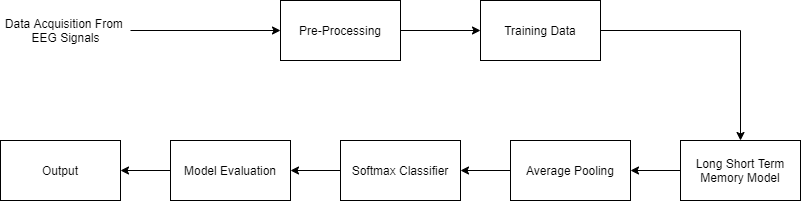 Data Acquisition From
EEG Signals
Pre-Processing
Training Data
Long Short Term
Memory Model
Average Pooling
Softmax Classifier
Model Evaluation
Output